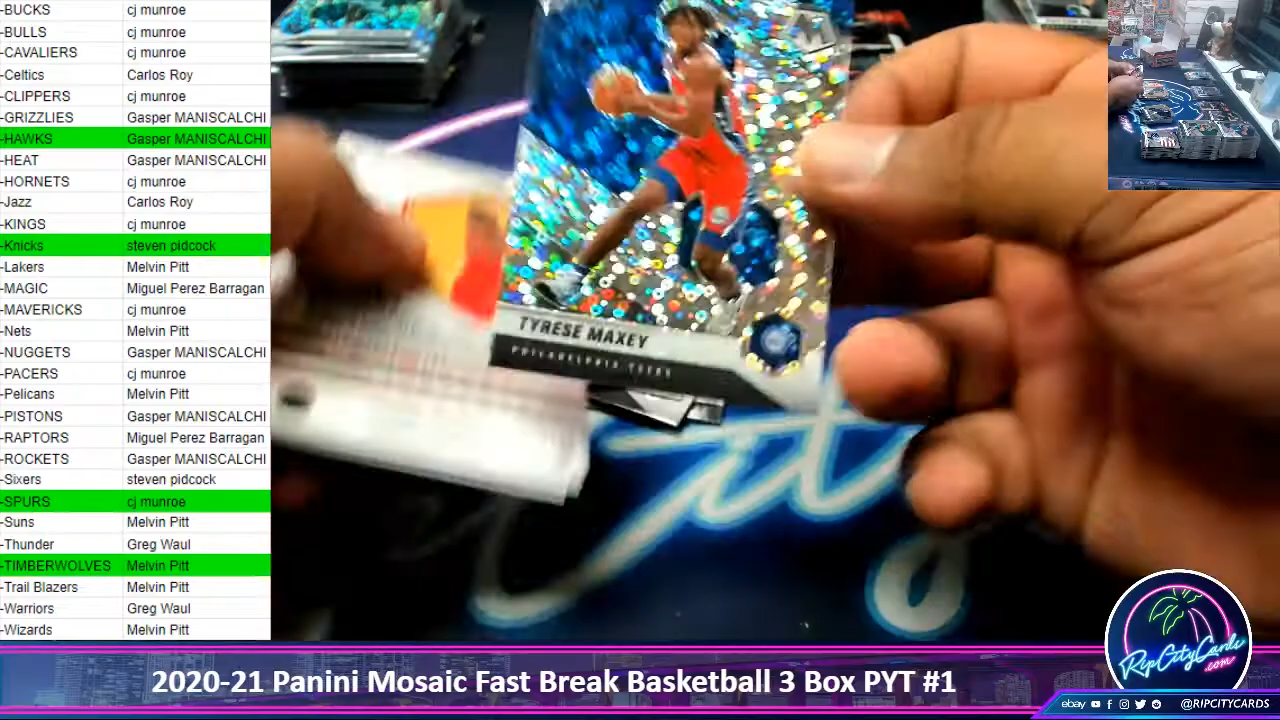 -BUCKS cj munroe
-BULLS cj munroe
-CAVALIERS cj munroe
-Celtics Carlos Roy
-CLIPPERS cj munroe
-GRIZZLIES Gasper MANISCALCHI
-HAWKS Gasper MANISCALCHI
-HEAT Gasper MANISCALCHI
-HORNETS cj munroe
-Jazz Carlos Roy
-KINGS cj munroe
-Knicks steven pidcock
-Lakers Melvin Pitt
-MAGIC Miguel Perez Barragan
-MAVERICKS cj munroe
-Nets Melvin Pitt
-NUGGETS Gasper MANISCALCHI
-PACERS cj munroe
-Pelicans Melvin Pitt
-PISTONS Gasper MANISCALCHI
-RAPTORS Miguel Perez Barragan
-ROCKETS Gasper MANISCALCHI
-Sixers steven pidcock
-SPURS cj munroe
-Suns Melvin Pitt
-Thunder Greg Waul
-TIMBERWOLVES Melvin Pitt
-Trail Blazers Melvin Pitt
-Warriors Greg Waul
-Wizards Melvin Pitt
TYRESE MAXEY
PHILADELPHIA 76ERS
RipCityCards
.com
2020-21 Panini Mosaic Fast Break Basketball 3 Box PYT #1
ebay @RIPCITYCARDS